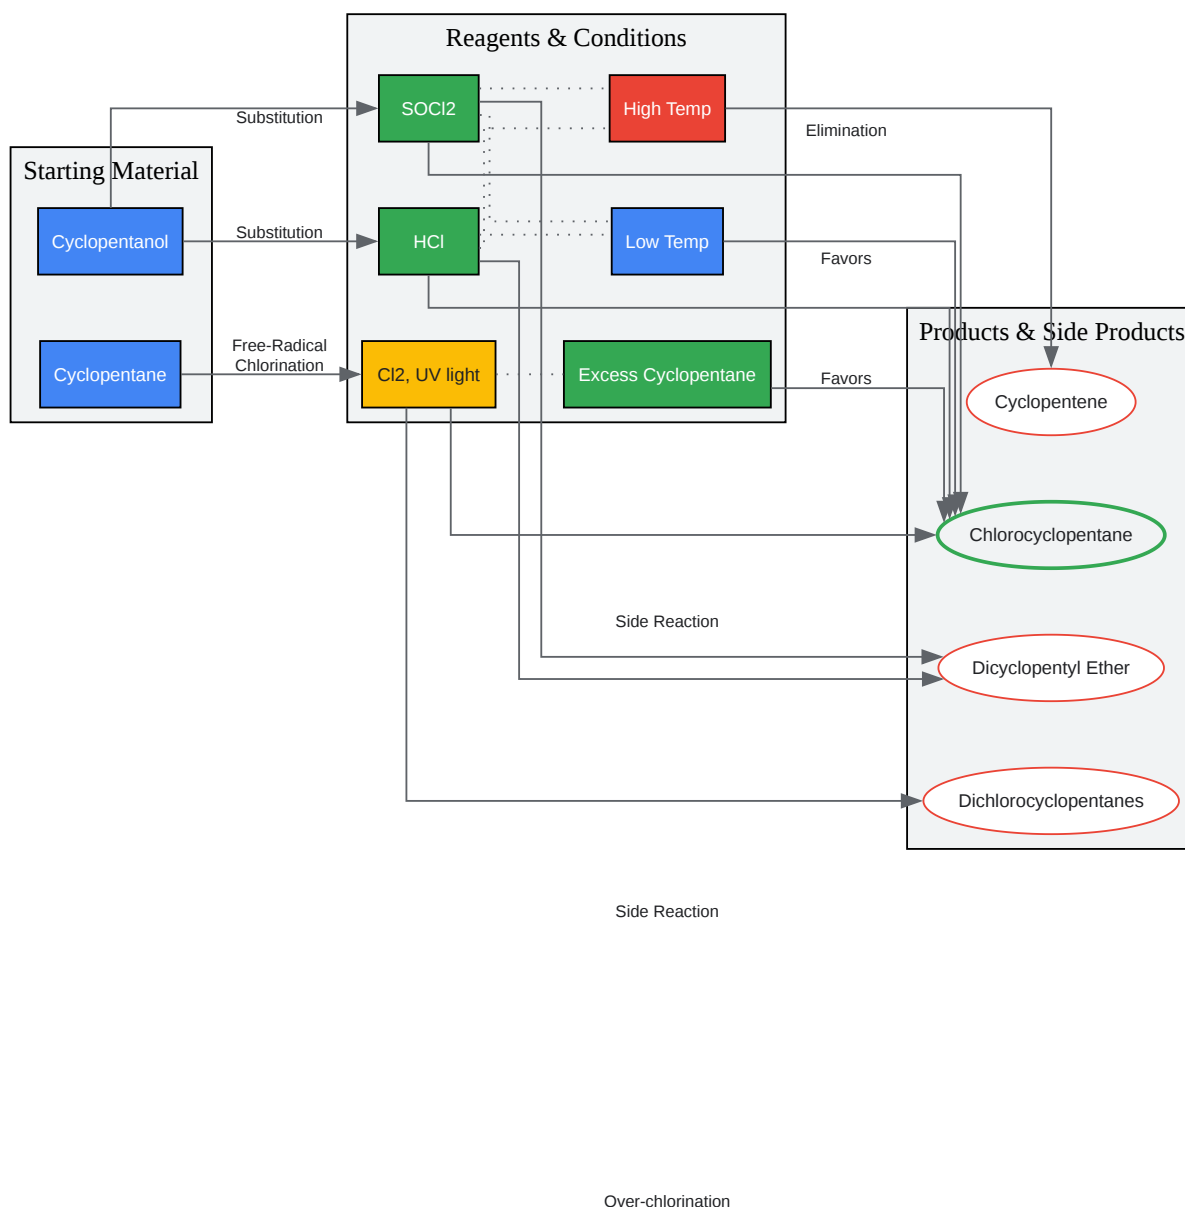 Reagents & Conditions
SOCl2
High Temp
Substitution
Elimination
Starting Material
Cyclopentanol
Substitution
HCl
Low Temp
Favors
Products & Side Products
Free-Radical
Chlorination
Cyclopentane
Cl2, UV light
Excess Cyclopentane
Favors
Cyclopentene
Chlorocyclopentane
Side Reaction
Dicyclopentyl Ether
Dichlorocyclopentanes
Side Reaction
Over-chlorination